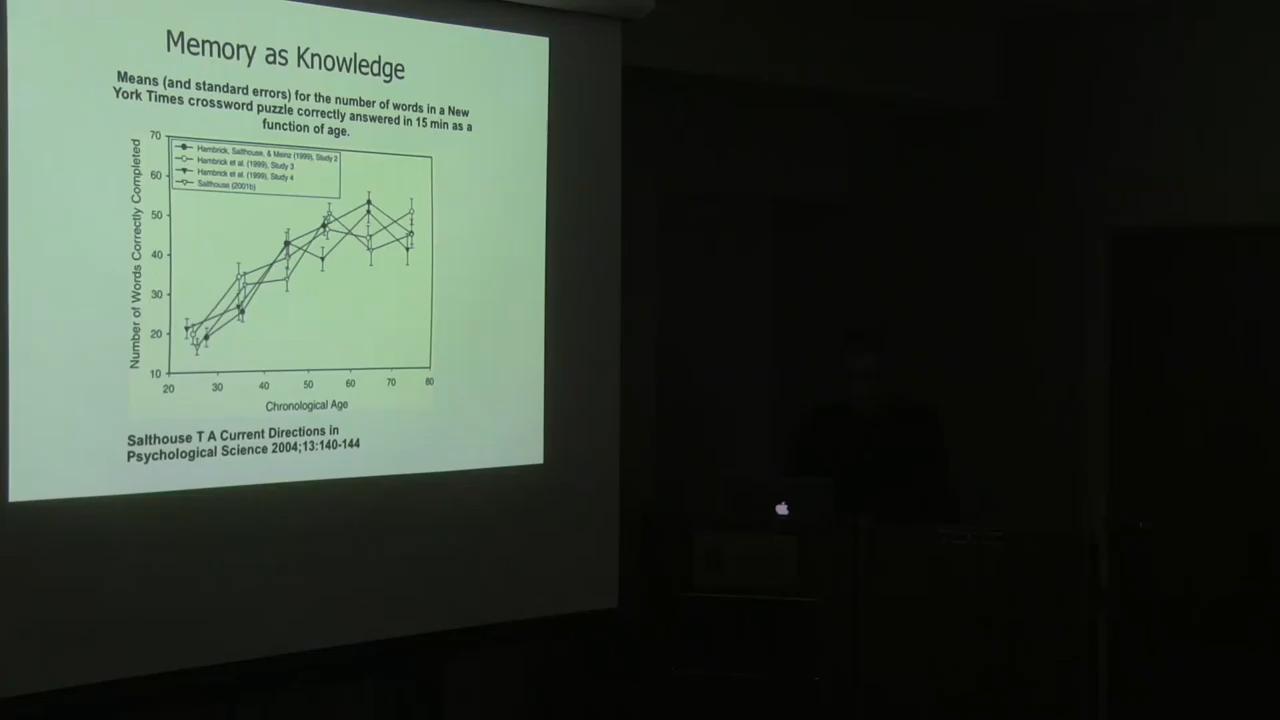 Memory as Knowledge
Means (and standard errors) for the number of words in a New
York Times crossword puzzle correctly answered in 15 min as a
function of age.
70
60
50
40
30
20
10
Number of Words Correctly Completed
Hambrick, Salthouse, & Meinz (1999), Study 2
Hambrick et al. (1999), Study 3
Hambrick et al. (1999), Study 4
Salthouse (2001b)
20 30 40 50 60 70 80
Chronological Age
Salthouse T A Current Directions in
Psychological Science 2004;13:140-144